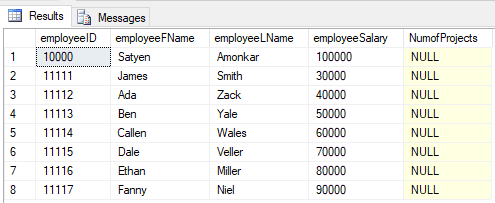 Results Messages
employeeID employeeFName employeeLName employeeSalary NumofProjects
1 10000 Satyen Amonkar 100000 NULL
2 11111 James Smith 30000 NULL
3 11112 Ada Zack 40000 NULL
4 11113 Ben Yale 50000 NULL
5 11114 Callen Wales 60000 NULL
6 11115 Dale Veller 70000 NULL
7 11116 Ethan Miller 80000 NULL
8 11117 Fanny Niel 90000 NULL